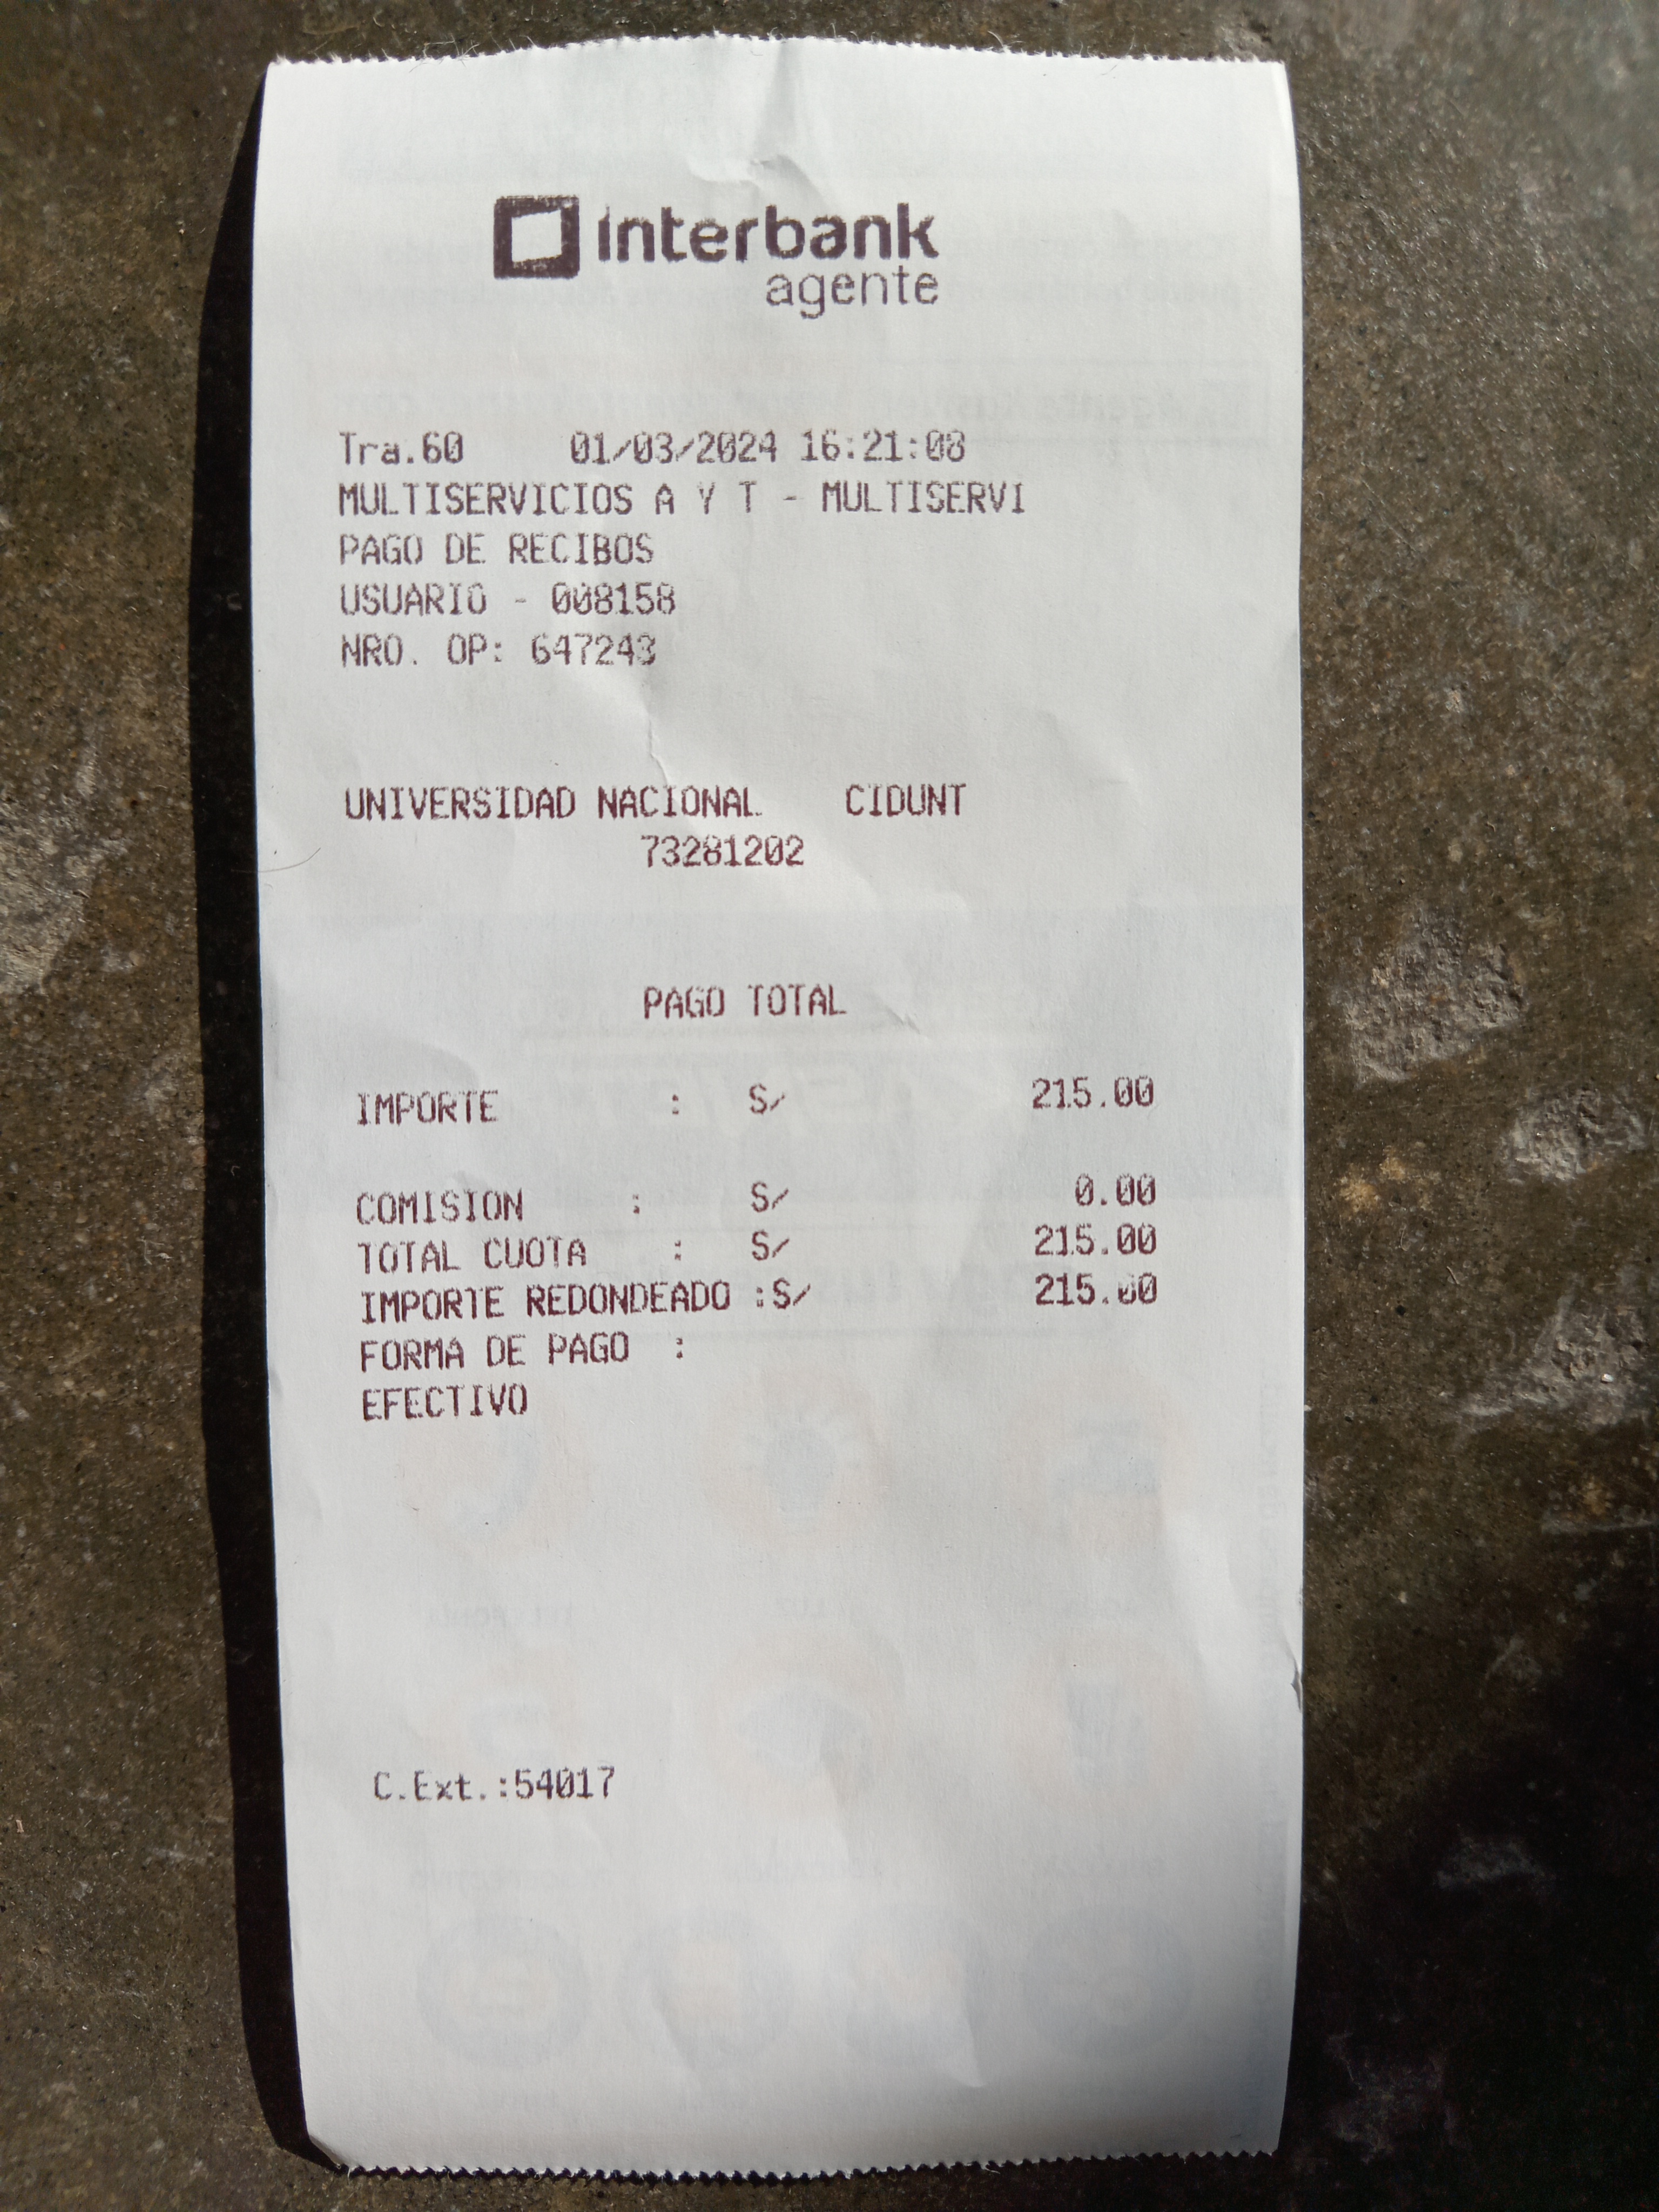 interbank
agente
Tra.60 01/03/2024 16:21:08
MULTISERVICIOS A Y T - MULTISERVI
PAGO DE RECIBOS
USUARIO - 008158
NRO. OP: 647243
UNIVERSIDAD NACIONAL CIDUNT
73281202
PAGO TOTAL
IMPORTE : S/ 215.00
COMISION : S/ 0.00
TOTAL CUOTA : S/ 215.00
IMPORTE REDONDEADO :S/ 215.00
FORMA DE PAGO :
EFECTIVO
C.Ext.:54017